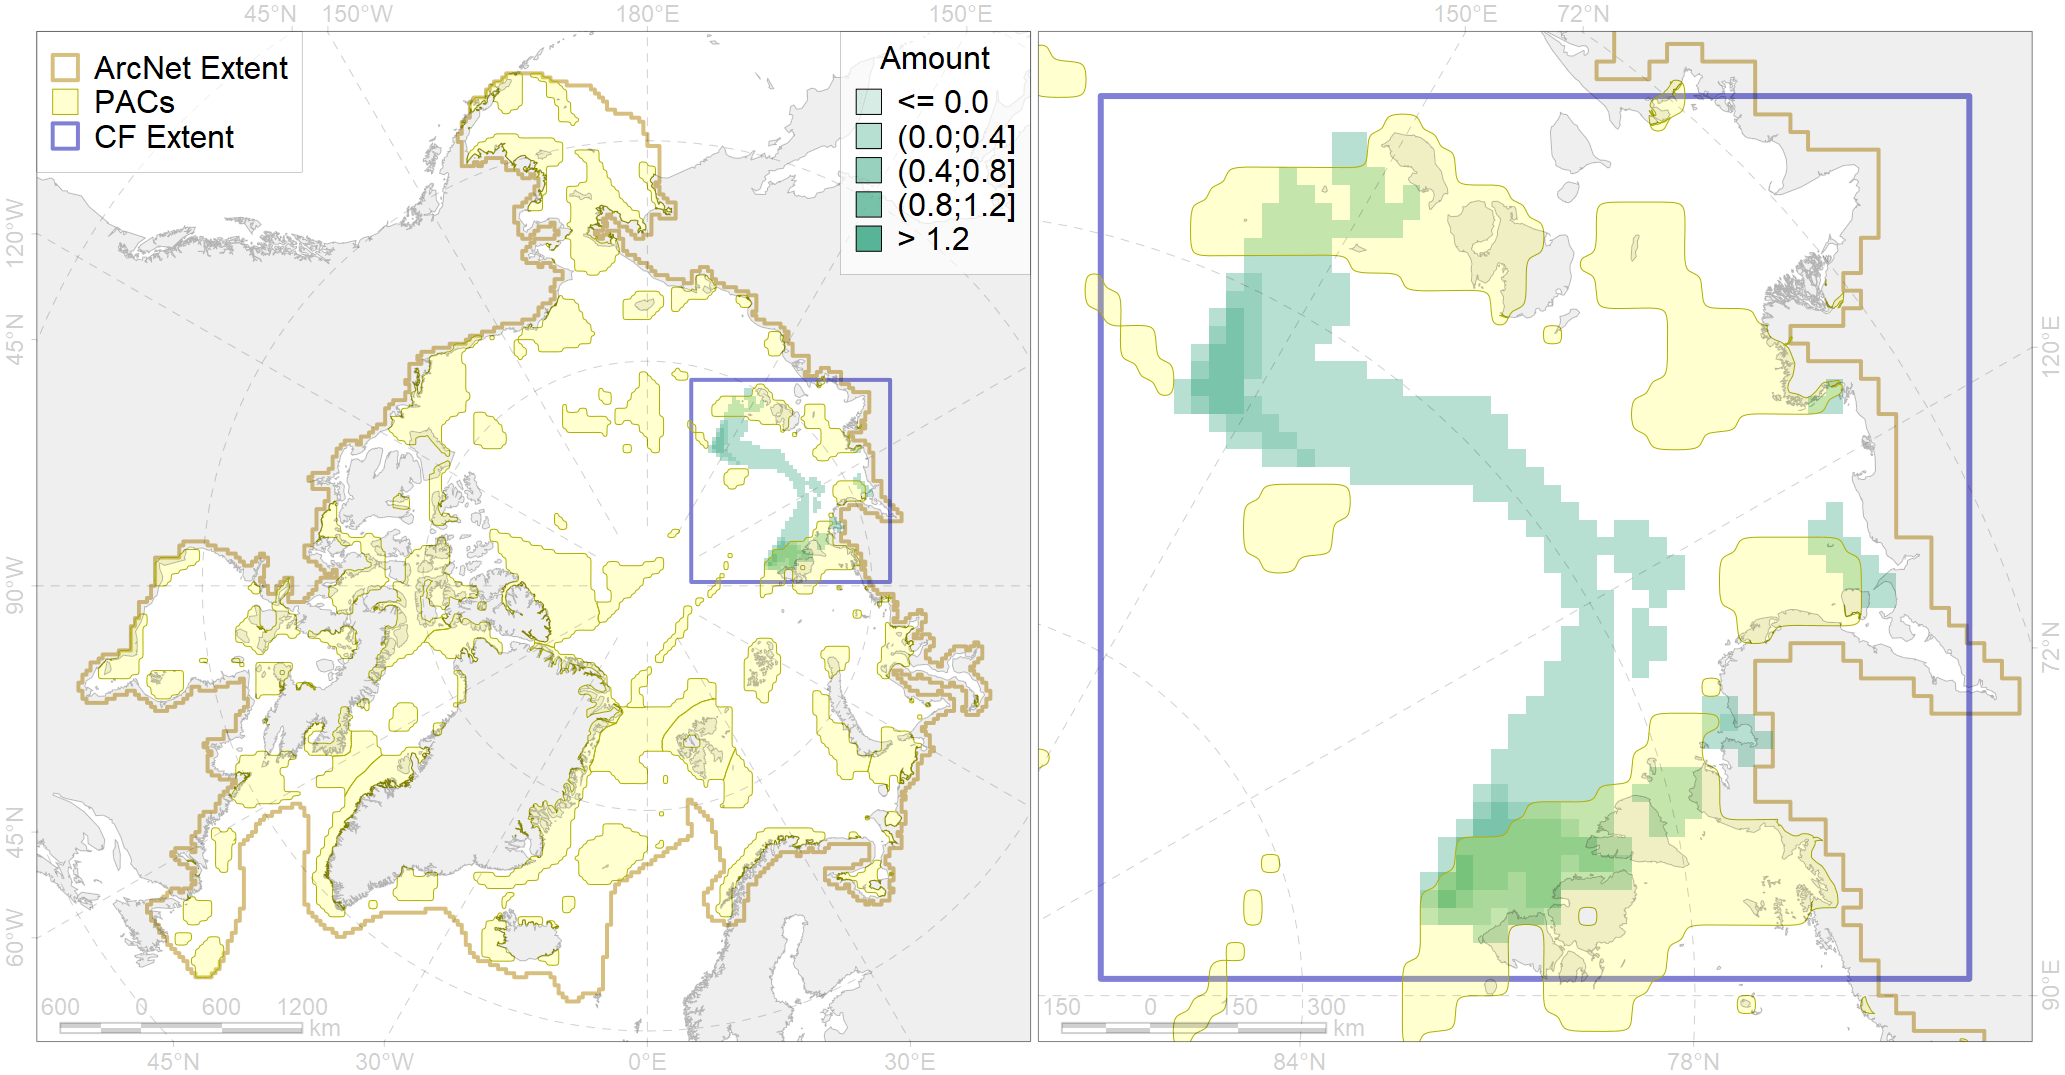 45°N 150°W 180°E 150°E 150°E 72°N
ArcNet Extent
PACs
CF Extent
Amount
<= 0.0
(0.0;0.4]
(0.4;0.8]
(0.8;1.2]
> 1.2
120°W
45°N
90°W
45°N
60°W
120°E
72°N
90°E
600 0 600 1200
km
150 0 150 300
km
45°N 30°W 0°E 30°E 84°N 78°N